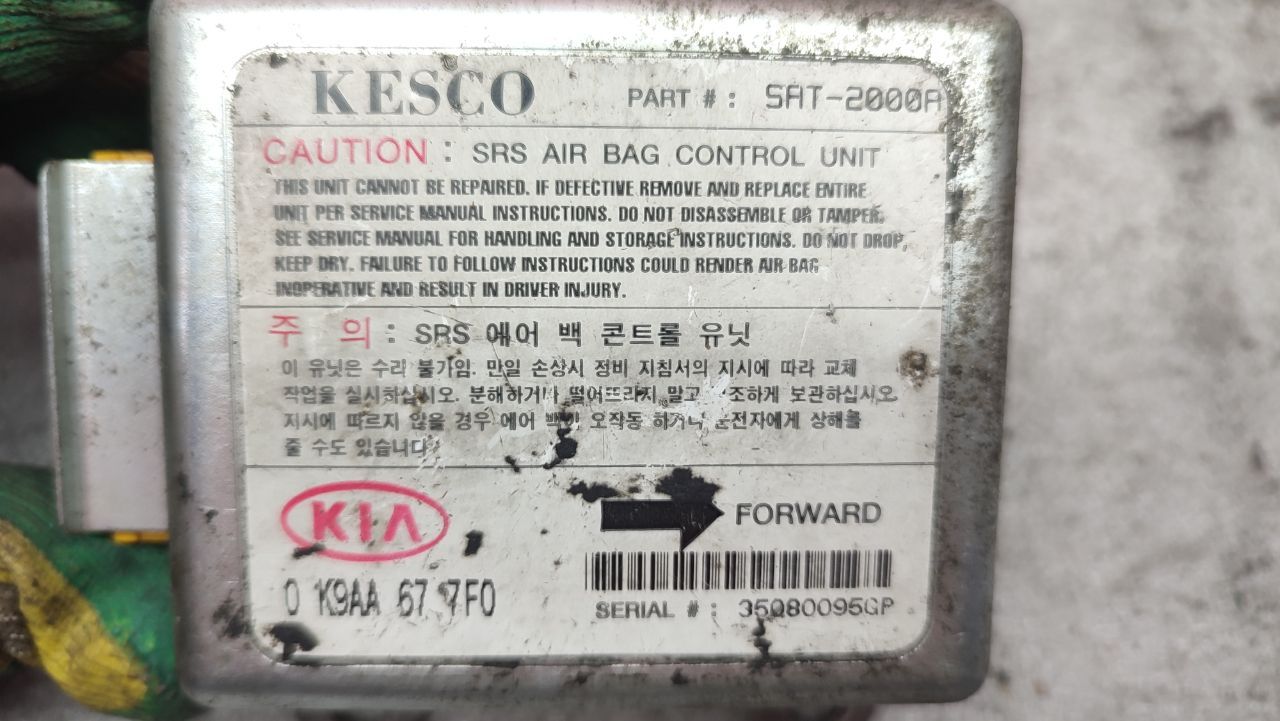 KESCO PART # : SAT-2000A
CAUTION : SRS AIR BAG CONTROL UNIT
THIS UNIT CANNOT BE REPAIRED. IF DEFECTIVE REMOVE AND REPLACE ENTIRE
UNIT PER SERVICE MANUAL INSTRUCTIONS. DO NOT DISASSEMBLE OR TAMPER.
SEE SERVICE MANUAL FOR HANDLING AND STORAGE INSTRUCTIONS. DO NOT DROP,
KEEP DRY. FAILURE TO FOLLOW INSTRUCTIONS COULD RENDER AIR BAG
INOPERATIVE AND RESULT IN DRIVER INJURY.
주 의 : SRS 에어 백 콘트롤 유닛
이 유닛은 수리 불가임. 만일 손상시 정비 지침서의 지시에 따라 교체
작업을 실시하십시오. 분해하거나 떨어뜨리지 말고 보관하십시오.
지시에 따르지 않을 경우 에어 백이 오작동 하거나 운전자에게 상해를
줄 수도 있습니다.
KIA
FORWARD
0 K9AA 67 7F0
SERIAL # : 35080095GP